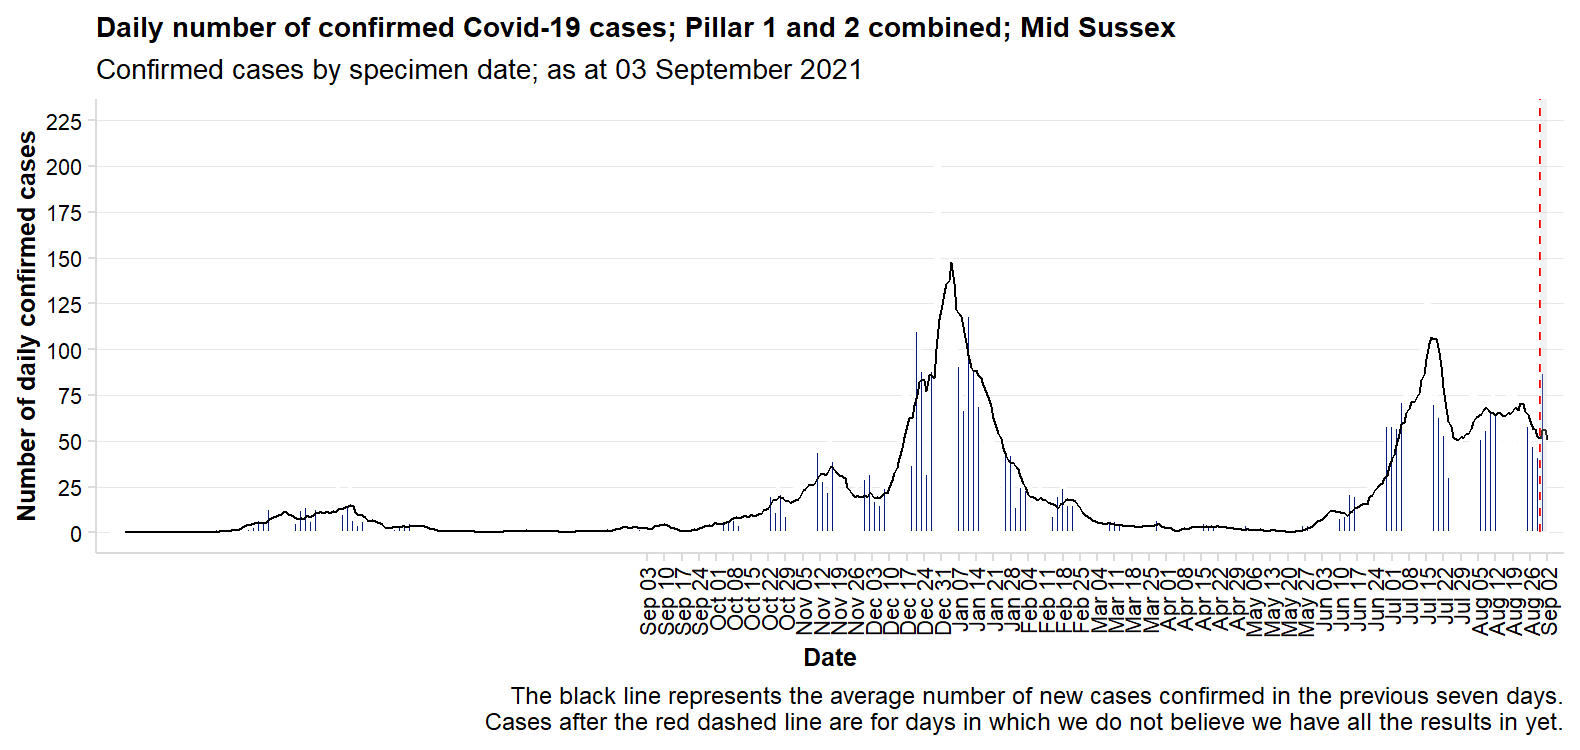 Daily number of confirmed Covid-19 cases; Pillar 1 and 2 combined; Mid Sussex
Confirmed cases by specimen date; as at 03 September 2021
Number of daily confirmed cases
225
200
175
150
125
100
75
50
25
0
Sep 03
Sep 10
Sep 17
Sep 24
Oct 01
Oct 08
Oct 15
Oct 22
Oct 29
Nov 05
Nov 12
Nov 19
Nov 26
Dec 03
Dec 10
Dec 17
Dec 24
Dec 31
Jan 07
Jan 14
Jan 21
Jan 28
Feb 04
Feb 11
Feb 18
Feb 25
Mar 04
Mar 11
Mar 18
Mar 25
Apr 01
Apr 08
Apr 15
Apr 22
Apr 29
May 06
May 13
May 20
May 27
Jun 03
Jun 10
Jun 17
Jun 24
Jul 01
Jul 08
Jul 15
Jul 22
Jul 29
Aug 05
Aug 12
Aug 19
Aug 26
Sep 02
Date
The black line represents the average number of new cases confirmed in the previous seven days.
Cases after the red dashed line are for days in which we do not believe we have all the results in yet.